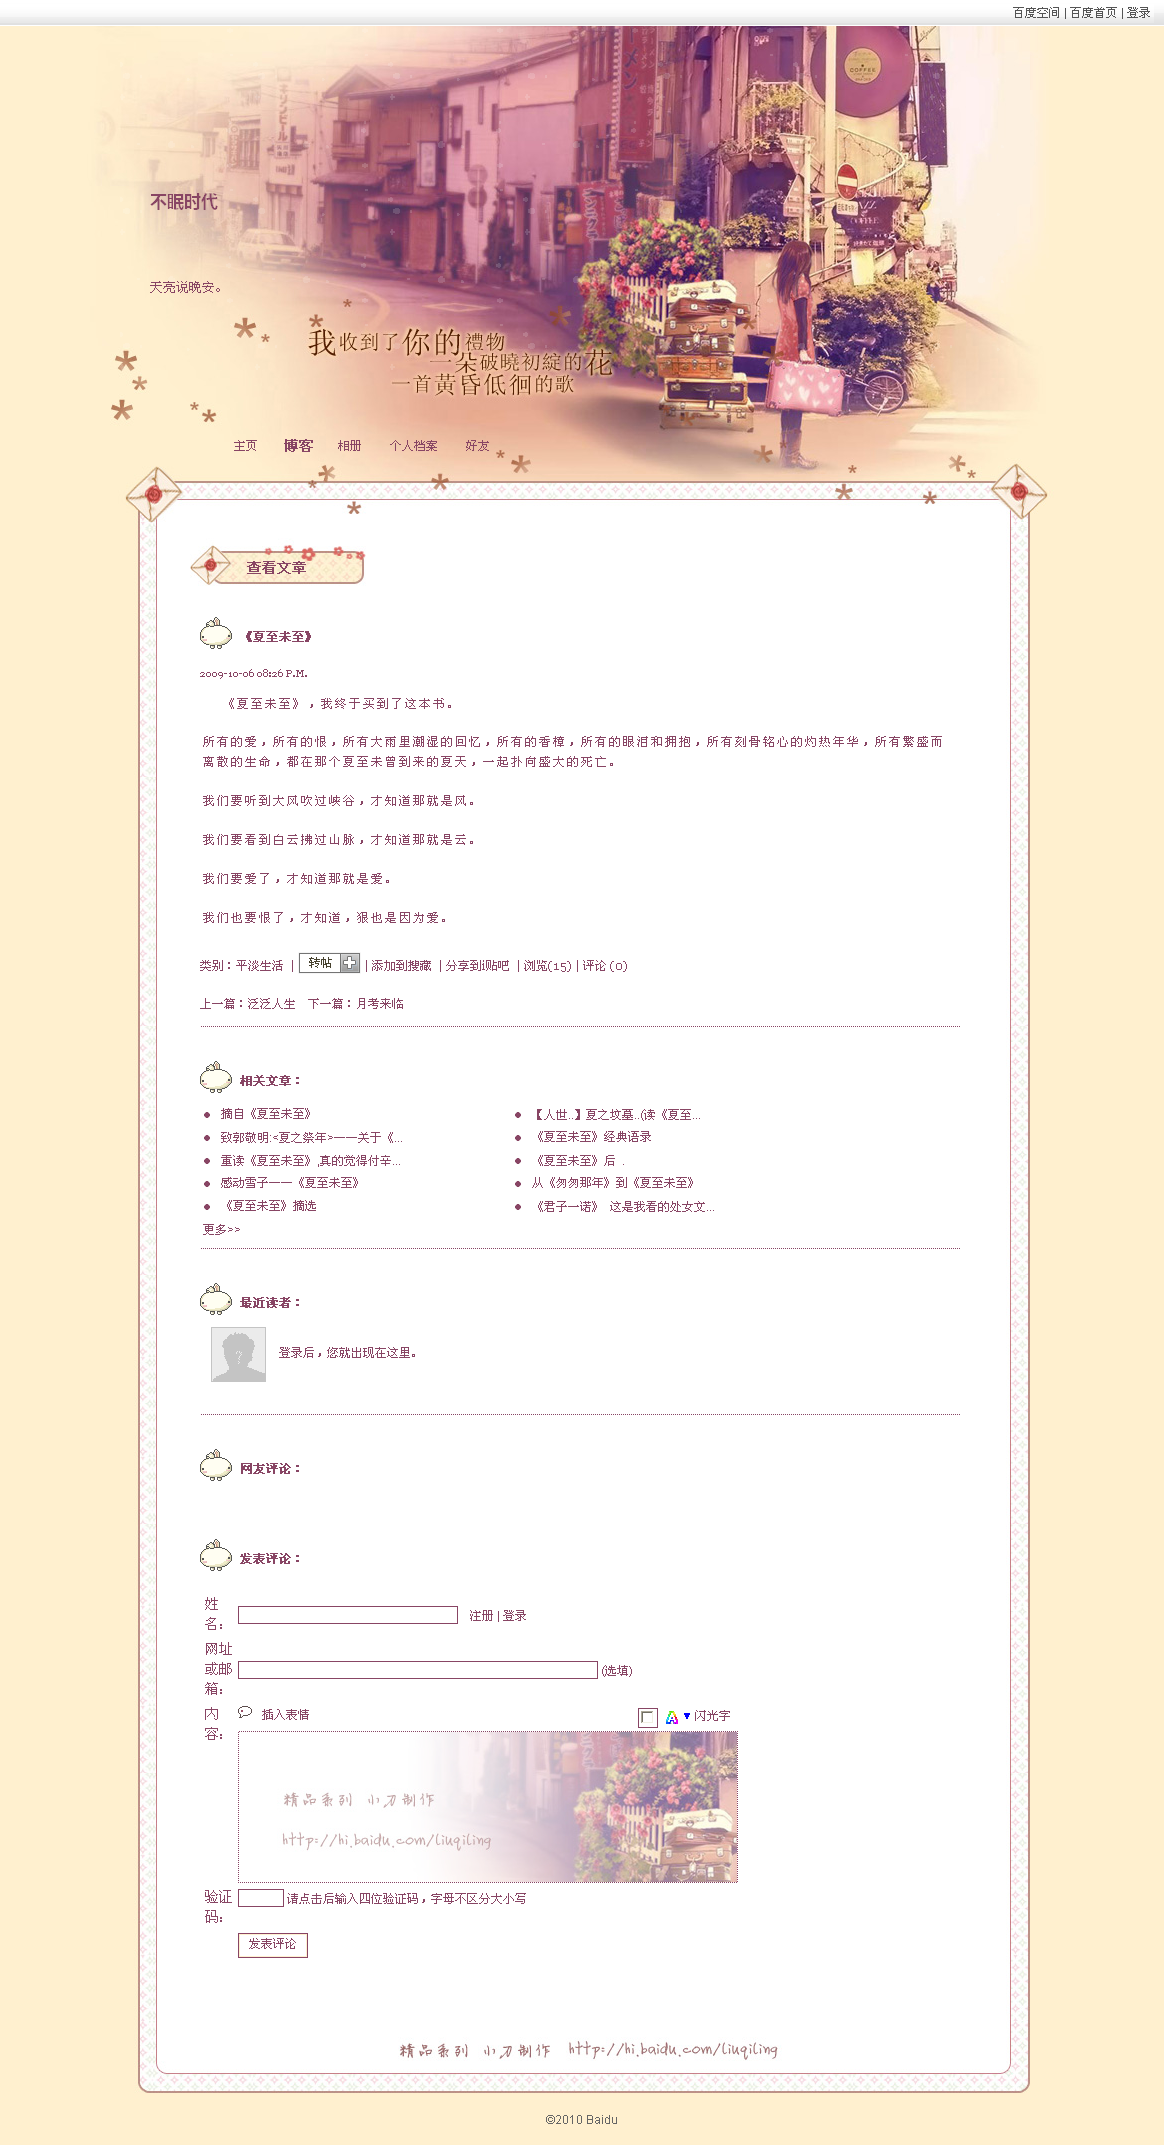 百度空间 | 百度首页 | 登录
COFFEE
不眠时代
天亮说晚安。
我收到了你的禮物
一朵破曉初綻的花
一首黃昏低徊的歌
主页 博客 相册 个人档案 好友
查看文章
《夏至未至》
2009-10-06 08:26 P.M.
《夏至未至》，我终于买到了这本书。
所有的爱，所有的恨，所有大雨里潮湿的回忆，所有的香樟，所有的眼泪和拥抱，所有刻骨铭心的灼热年华，所有繁盛而
离散的生命，都在那个夏至未曾到来的夏天，一起扑向盛大的死亡。
我们要听到大风吹过峡谷，才知道那就是风。
我们要看到白云拂过山脉，才知道那就是云。
我们要爱了，才知道那就是爱。
我们也要恨了，才知道，狠也是因为爱。
类别：平淡生活 | 转帖 | 添加到搜藏 | 分享到i贴吧 | 浏览(15) | 评论 (0)
上一篇：泛泛人生 下一篇：月考来临
相关文章：
摘自《夏至未至》 【人世..】夏之坟墓..(读《夏至...
致郭敬明:<夏之祭年>——关于《... 《夏至未至》经典语录
重读《夏至未至》,真的觉得付辛... 《夏至未至》后 .
感动雪子——《夏至未至》 从《匆匆那年》到《夏至未至》
《夏至未至》摘选 《君子一诺》 这是我看的处女文...
更多>>
最近读者：
登录后，您就出现在这里。
网友评论：
发表评论：
姓
名： 注册 | 登录
网址
或邮
箱： (选填)
内
容： 插入表情 A 闪光字
精品系列 小刀制作
http://hi.baidu.com/liuqiling
验证
码： 请点击后输入四位验证码，字母不区分大小写
发表评论
精品系列 小刀制作 http://hi.baidu.com/liuqiling
©2010 Baidu